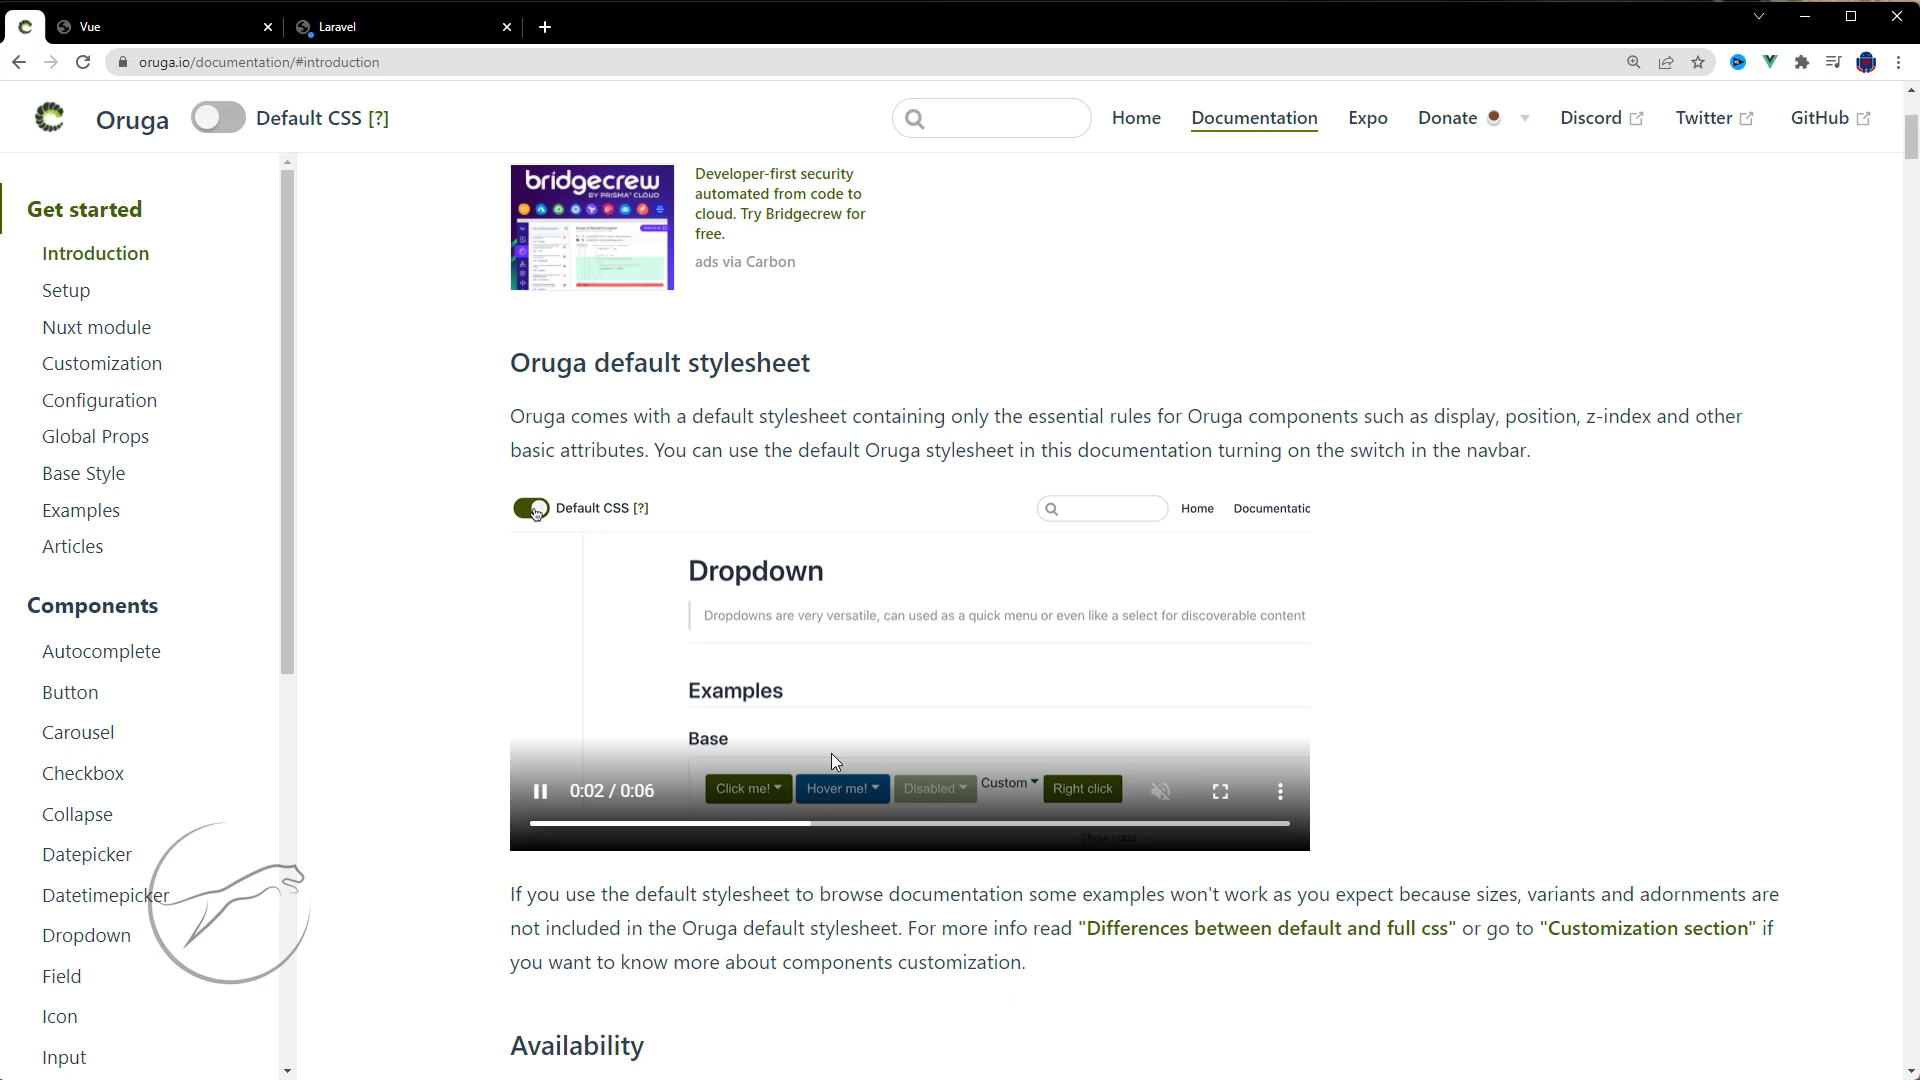 Vue
Laravel
oruga.io/documentation/#introduction
Oruga
Default CSS [?]
Home
Documentation
Expo
Donate
Discord
Twitter
GitHub
Get started
Introduction
Setup
Nuxt module
Customization
Configuration
Global Props
Base Style
Examples
Articles
Components
Autocomplete
Button
Carousel
Checkbox
Collapse
Datepicker
Datetimepicker
Dropdown
Field
Icon
Input
bridgecrew
BY PRISMA CLOUD
Developer-first security
automated from code to
cloud. Try Bridgecrew for
free.
ads via Carbon
Oruga default stylesheet
Oruga comes with a default stylesheet containing only the essential rules for Oruga components such as display, position, z-index and other
basic attributes. You can use the default Oruga stylesheet in this documentation turning on the switch in the navbar.
Default CSS [?]
Home
Documentatic
Dropdown
Dropdowns are very versatile, can used as a quick menu or even like a select for discoverable content
Examples
Base
Click me!
Hover me!
Disabled
Custom
Right click
0:02 / 0:06
Show code
If you use the default stylesheet to browse documentation some examples won't work as you expect because sizes, variants and adornments are
not included in the Oruga default stylesheet. For more info read "Differences between default and full css" or go to "Customization section" if
you want to know more about components customization.
Availability